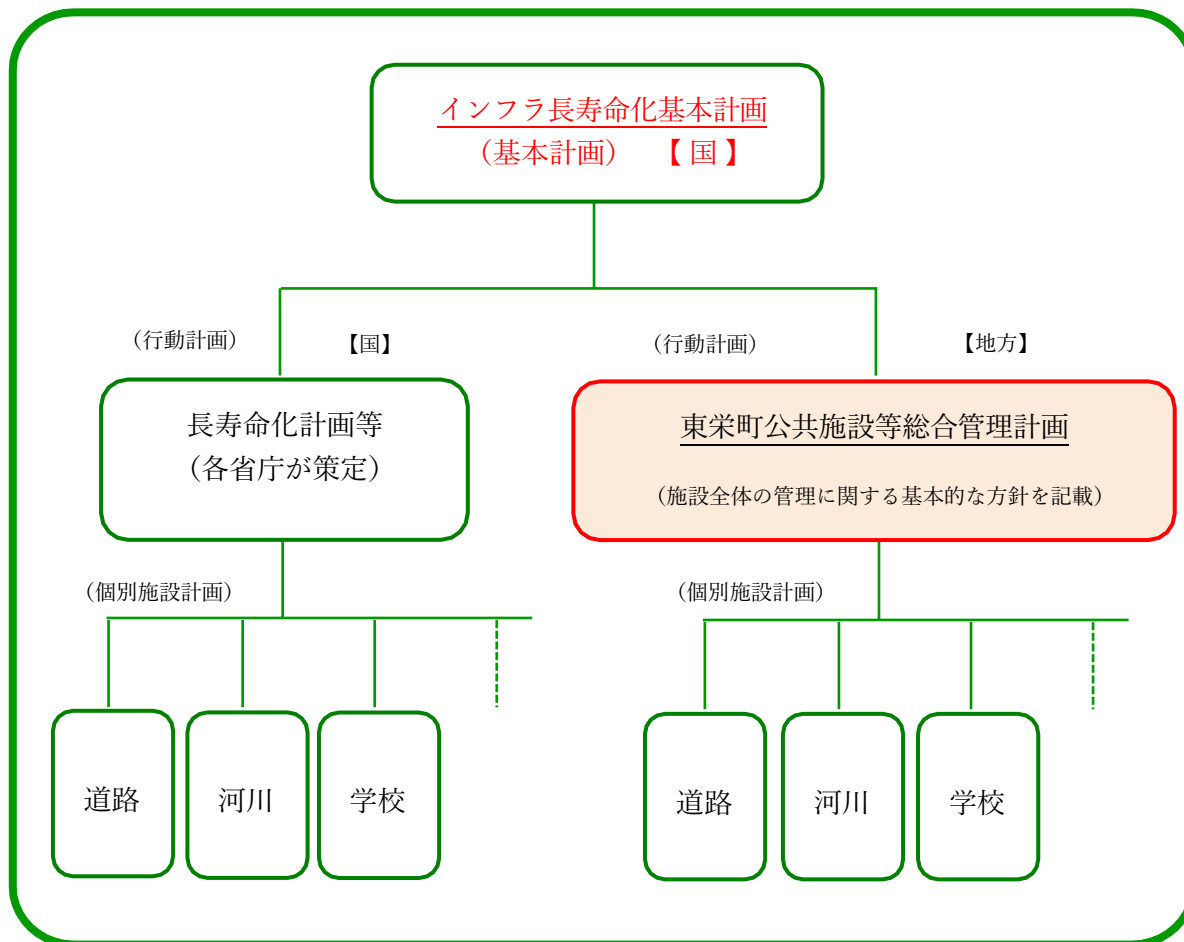 インフラ長寿命化基本計画
（基本計画）　【 国 】
（行動計画）
【国】
長寿命化計画等
（各省庁が策定）
（個別施設計画）
道路
河川
学校
（行動計画）
【地方】
東栄町公共施設等総合管理計画
（施設全体の管理に関する基本的な方針を記載）
（個別施設計画）
道路
河川
学校